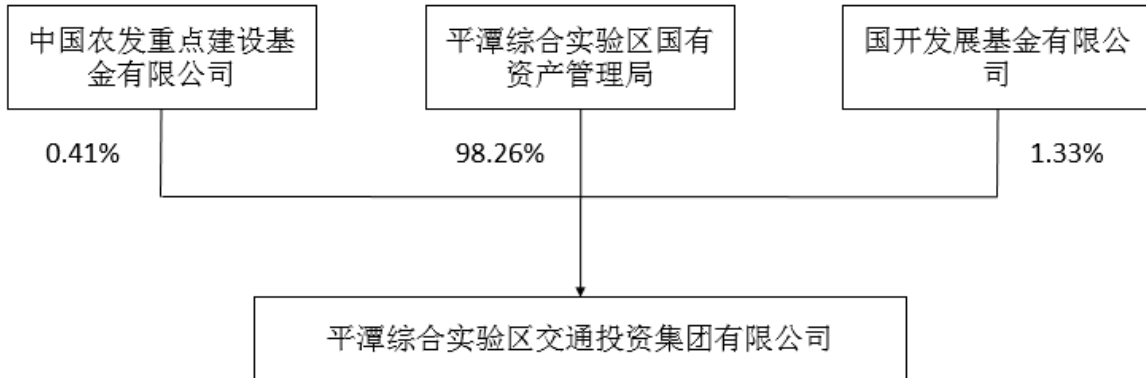 中国农发重点建设基
金有限公司
平潭综合实验区国有
资产管理局
国开发展基金有限公
司
0.41%
98.26%
1.33%
平潭综合实验区交通投资集团有限公司